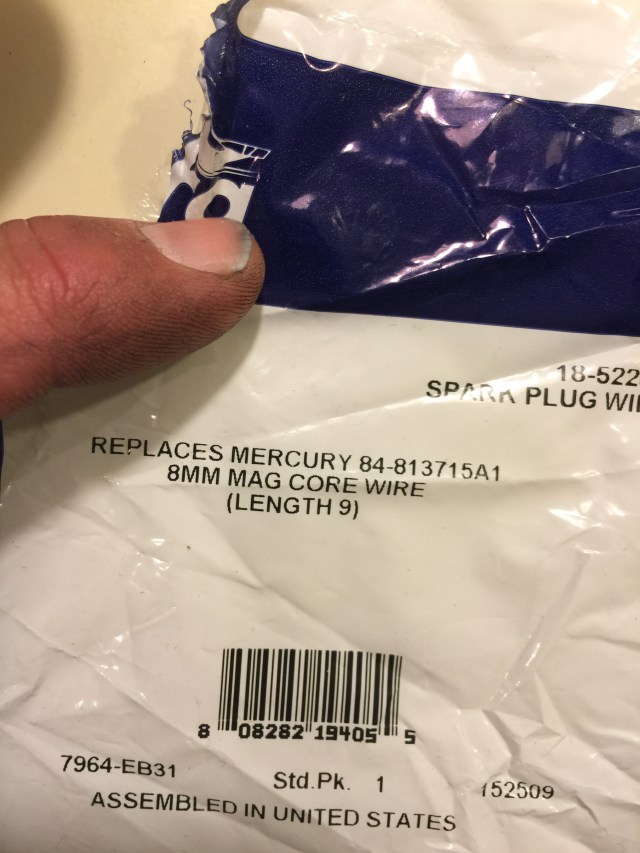 18-522
SPARK PLUG WI
REPLACES MERCURY 84-813715A1
8MM MAG CORE WIRE
(LENGTH 9)
8 08282 19405 5
7964-EB31
Std.Pk. 1
152509
ASSEMBLED IN UNITED STATES